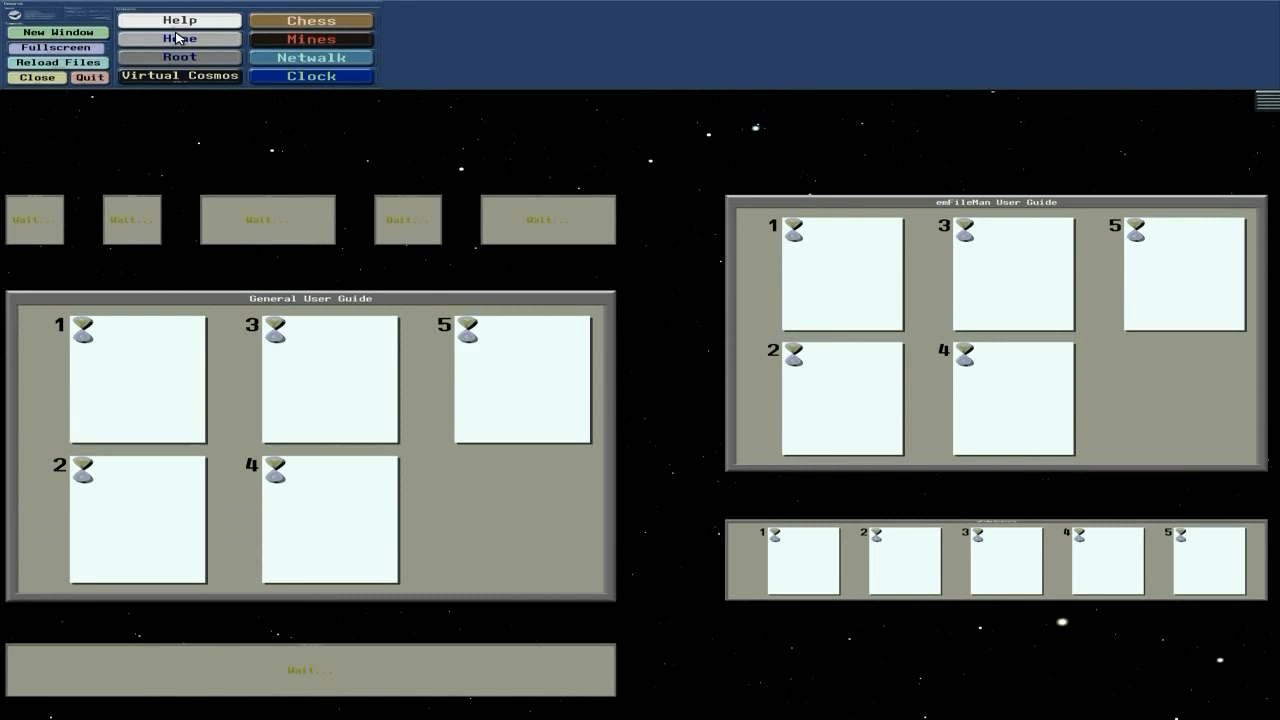 General
New Window
Fullscreen
Reload Files
Close
Quit
Help
Home
Root
Virtual Cosmos
Chess
Mines
Netwalk
Clock
Wait...
Wait...
Wait...
Wait...
Wait...
General User Guide
1
3
5
2
4
Wait...
emFileMan User Guide
1
3
5
2
4
1
2
3
4
5